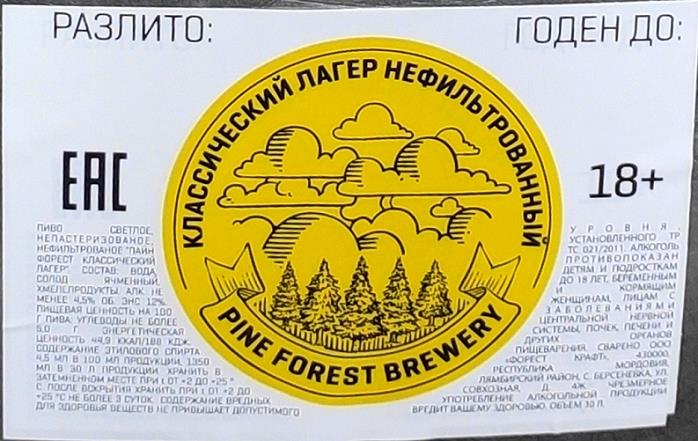 РАЗЛИТО:
ГОДЕН ДО:
КЛАССИЧЕСКИЙ ЛАГЕР НЕФИЛЬТРОВАННЫЙ
EAC
18+
PINE FOREST BREWERY
ПИВО СВЕТЛОЕ,
НЕПАСТЕРИЗОВАНОЕ,
НЕФИЛЬТРОВАНОЕ "ПАЙН
ФОРЕСТ КЛАССИЧЕСКИЙ
ЛАГЕР". СОСТАВ: ВОДА,
СОЛОД ЯЧМЕННЫЙ,
ХМЕЛЕПРОДУКТЫ. АЛК. НЕ
МЕНЕЕ 4,5% ОБ. ЭНС 12%.
ПИЩЕВАЯ ЦЕННОСТЬ НА 100
Г ПИВА: УГЛЕВОДЫ НЕ БОЛЕЕ
5,0 Г ЭНЕРГЕТИЧЕСКАЯ
ЦЕННОСТЬ 44,9 ККАЛ/188 КДЖ.
СОДЕРЖАНИЕ ЭТИЛОВОГО СПИРТА
4,5 МЛ В 100 МЛ ПРОДУКЦИИ, 1350
МЛ В 30 Л ПРОДУКЦИИ. ХРАНИТЬ В
ЗАТЕМНЕННОМ МЕСТЕ ПРИ t ОТ +2 ДО +25 °
С. ПОСЛЕ ВСКРЫТИЯ ХРАНИТЬ ПРИ t ОТ +2 ДО
+25 °С НЕ БОЛЕЕ 3 СУТОК. СОДЕРЖАНИЕ ВРЕДНЫХ
ДЛЯ ЗДОРОВЬЯ ВЕЩЕСТВ НЕ ПРИВЫШАЕТ ДОПУСТИМОГО
УРОВНЯ,
УСТАНОВЛЕННОГО ТР
ТС 021/2011. АЛКОГОЛЬ
ПРОТИВОПОКАЗАН
ДЕТЯМ И ПОДРОСТКАМ
ДО 18 ЛЕТ, БЕРЕМЕННЫМ
И КОРМЯЩИМ
ЖЕНЩИНАМ, ЛИЦАМ С
ЗАБОЛЕВАНИЯМИ
ЦЕНТРАЛЬНОЙ НЕРВНОЙ
СИСТЕМЫ, ПОЧЕК, ПЕЧЕНИ И
ДРУГИХ ОРГАНОВ
ПИЩЕВАРЕНИЯ. СВАРЕНО ООО
«ФОРЕСТ КРАФТ», 430000,
РЕСПУБЛИКА МОРДОВИЯ,
ЛЯМБИРСКИЙ РАЙОН, С. БЕРСЕНЕВКА, УЛ.
СОВХОЗНАЯ, 4Ж ЧРЕЗМЕРНОЕ
УПОТРЕБЛЕНИЕ АЛКОГОЛЬНОЙ ПРОДУКЦИИ
ВРЕДИТ ВАШЕМУ ЗДОРОВЬЮ. ОБЪЕМ 30 Л.